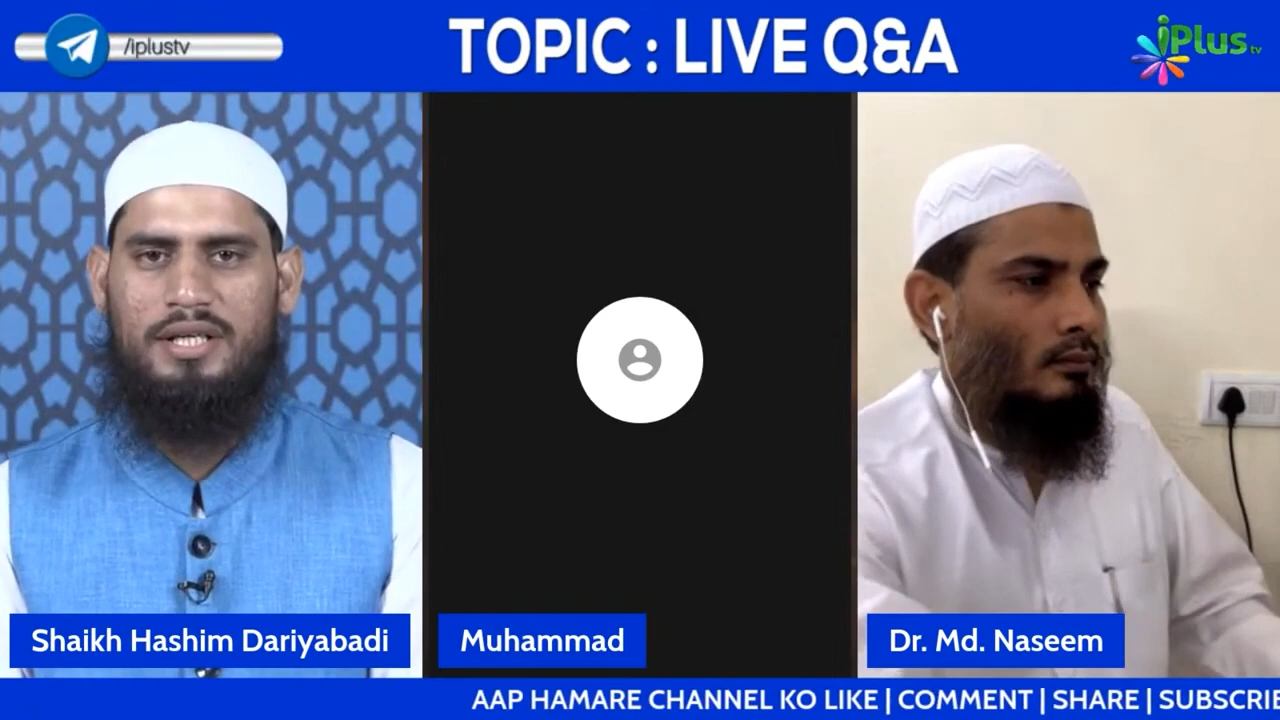 /iplustv
TOPIC : LIVE Q&A
iPlus tv
Shaikh Hashim Dariyabadi
Muhammad
Dr. Md. Naseem
AAP HAMARE CHANNEL KO LIKE | COMMENT | SHARE | SUBSCRIE